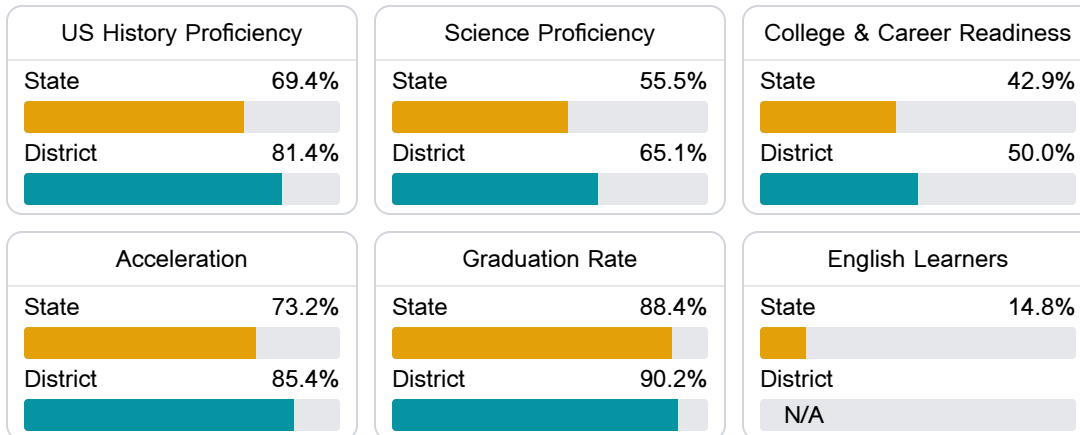 US History Proficiency
State 69.4%
District 81.4%
Science Proficiency
State 55.5%
District 65.1%
College & Career Readiness
State 42.9%
District 50.0%
Acceleration
State 73.2%
District 85.4%
Graduation Rate
State 88.4%
District 90.2%
English Learners
State 14.8%
District
N/A